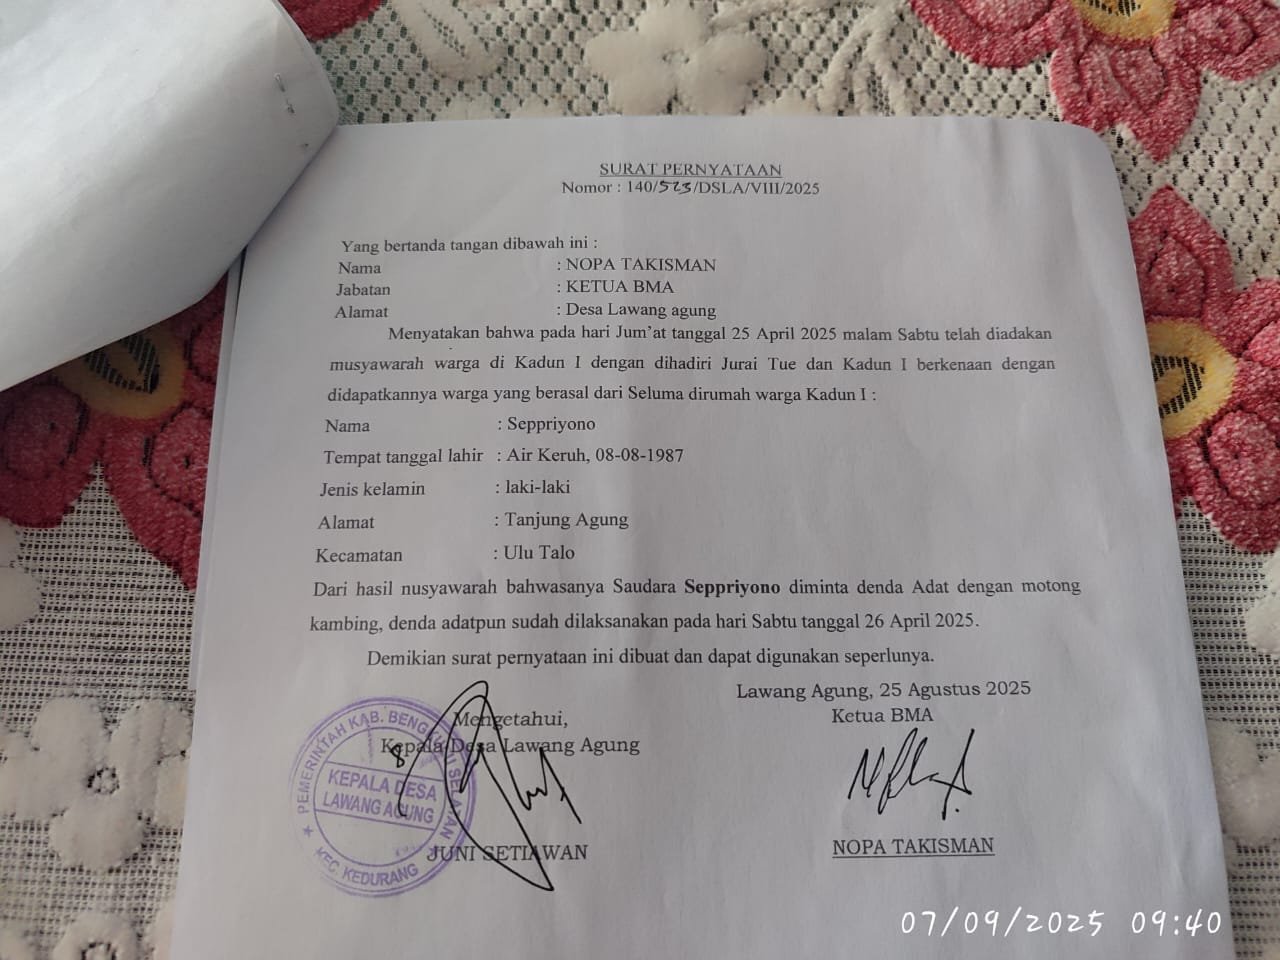 SURAT PERNYATAAN
Nomor : 140/523/DSLA/VIII/2025
Yang bertanda tangan dibawah ini :
Nama : NOPA TAKISMAN
Jabatan : KETUA BMA
Alamat : Desa Lawang agung
Menyatakan bahwa pada hari Jum'at tanggal 25 April 2025 malam Sabtu telah diadakan
musyawarah warga di Kadun I dengan dihadiri Jurai Tue dan Kadun I berkenaan dengan
didapatkannya warga yang berasal dari Seluma dirumah warga Kadun I :
Nama : Seppriyono
Tempat tanggal lahir : Air Keruh, 08-08-1987
Jenis kelamin : laki-laki
Alamat : Tanjung Agung
Kecamatan : Ulu Talo
Dari hasil nusyawarah bahwasanya Saudara Seppriyono diminta denda Adat dengan motong
kambing, denda adatpun sudah dilaksanakan pada hari Sabtu tanggal 26 April 2025.
Demikian surat pernyataan ini dibuat dan dapat digunakan seperlunya.
Lawang Agung, 25 Agustus 2025
Mengetahui, Ketua BMA
Kepala Desa Lawang Agung
PEMERINTAH KAB. BENGKULU SELATAN
KEPALA DESA
LAWANG AGUNG
KEC. KEDURANG
JUNI SETIAWAN NOPA TAKISMAN
07/09/2025 09:40